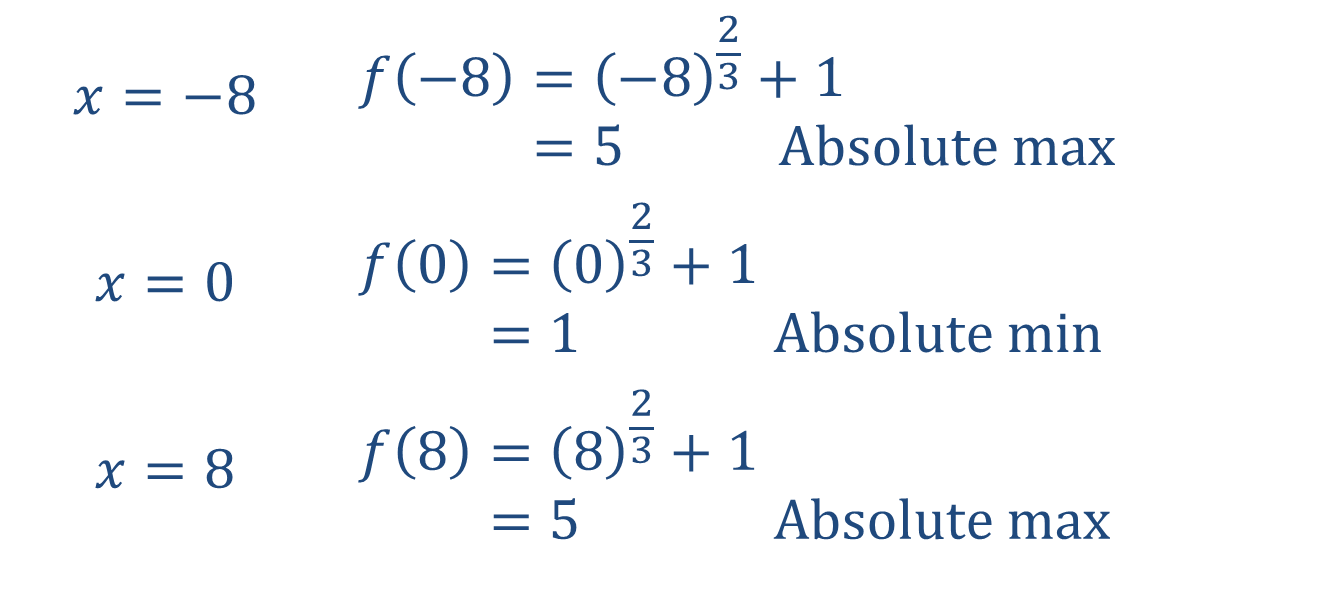 x = −8 f(−8) = (−8)^(2/3) + 1
= 5 Absolute max
x = 0 f(0) = (0)^(2/3) + 1
= 1 Absolute min
x = 8 f(8) = (8)^(2/3) + 1
= 5 Absolute max